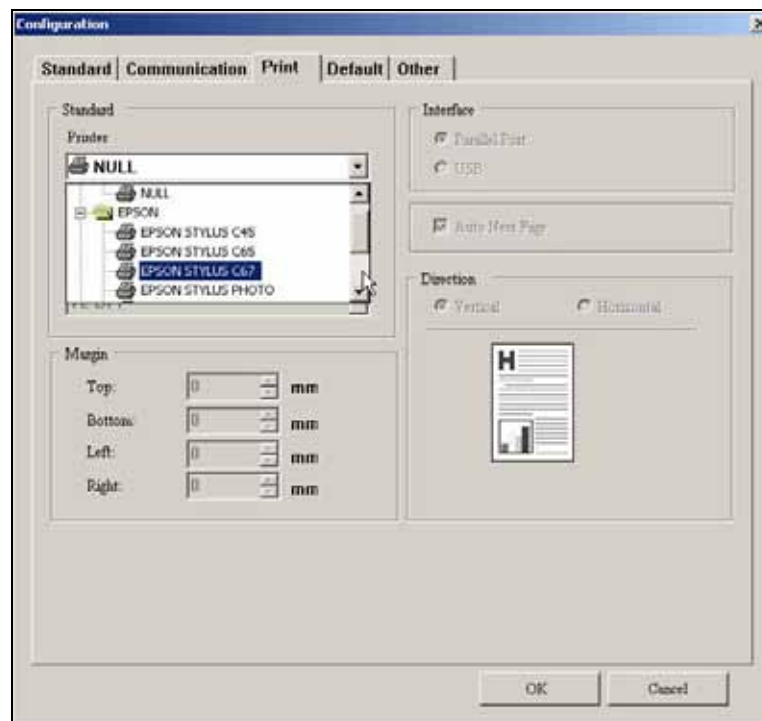 Configuration
Standard Communication Print Default Other
Standard
Printer
NULL
NULL
EPSON
EPSON STYLUS C45
EPSON STYLUS C65
EPSON STYLUS C67
EPSON STYLUS PHOTO
Margin
Top: 0 mm
Bottom: 0 mm
Left: 0 mm
Right: 0 mm
Interface
Parallel Port
USB
Auto New Page
Direction
Vertical Horizontal
H
OK Cancel